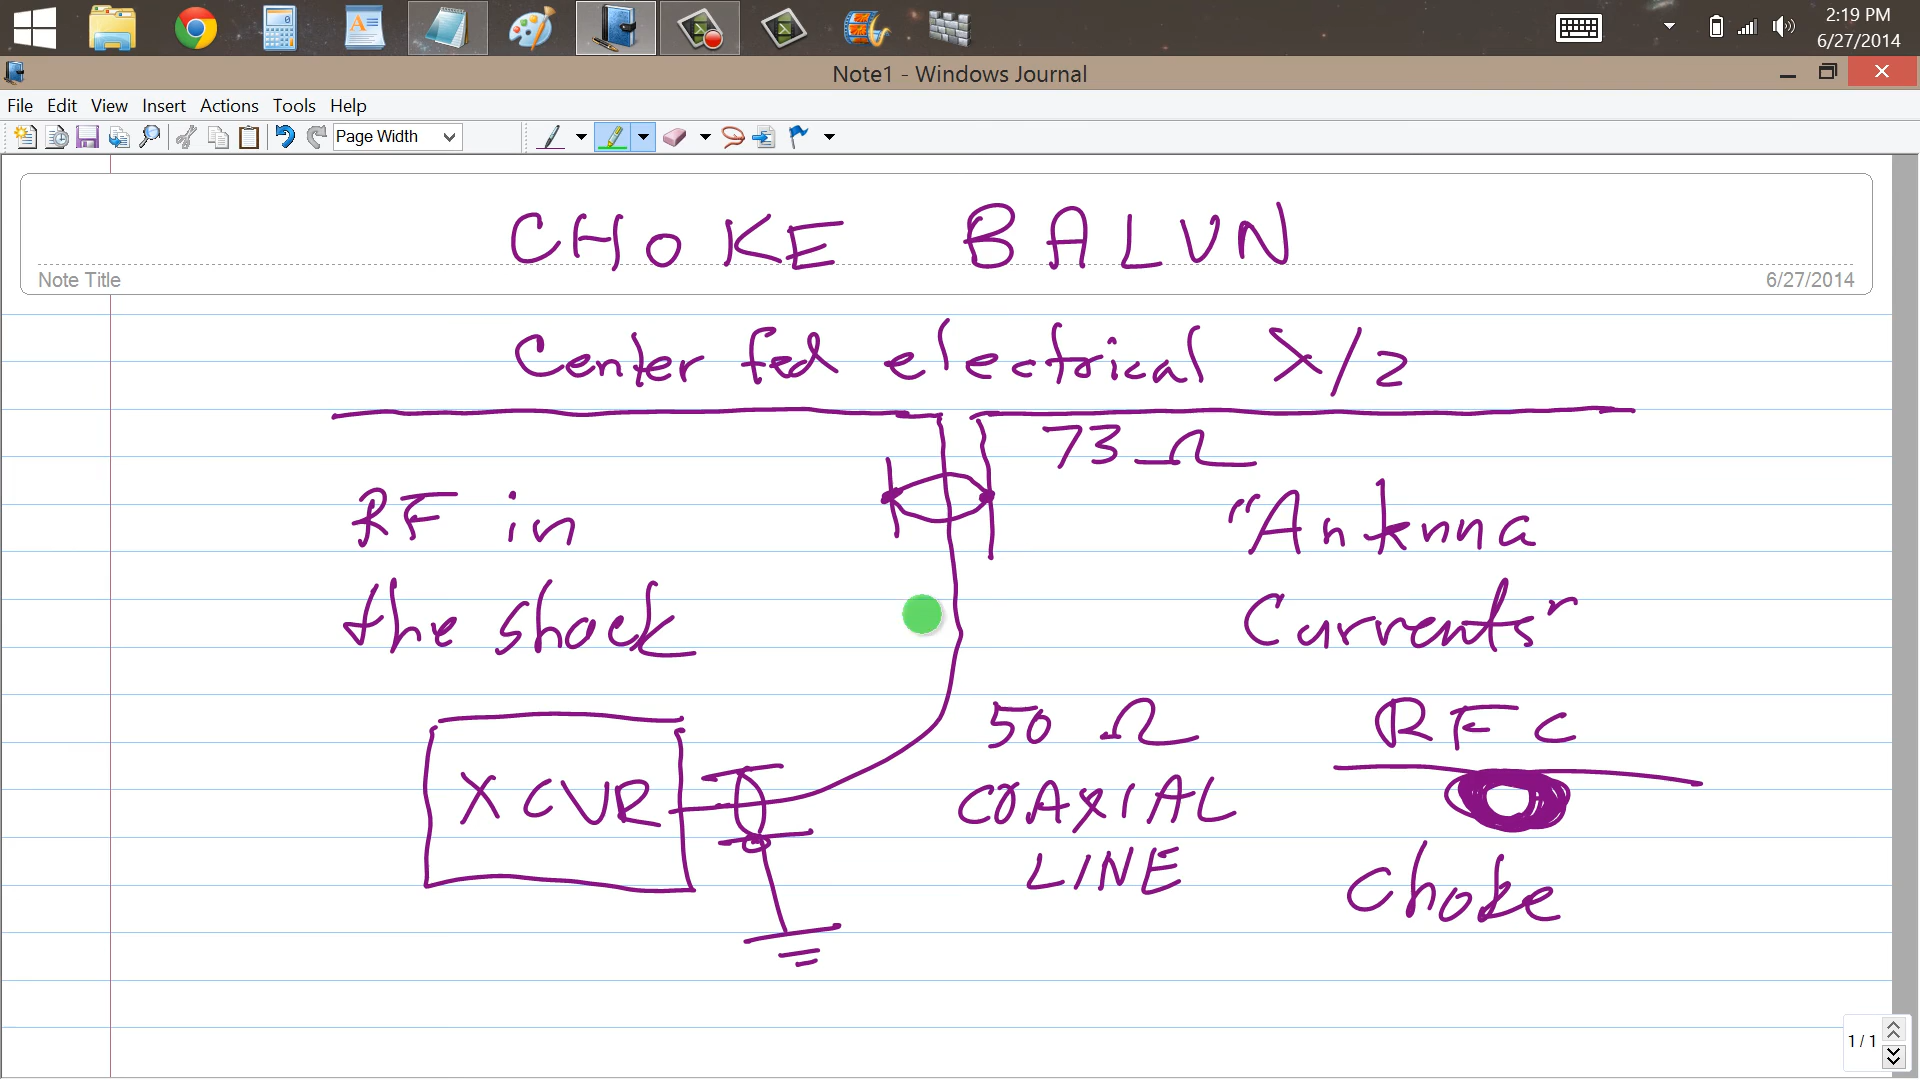 2:19 PM
6/27/2014
Note1 - Windows Journal
File Edit View Insert Actions Tools Help
Page Width
CHOKE BALUN
Note Title 6/27/2014
Center fed electrical λ/2
73 Ω
RF in
the shack
"Antenna
Currents"
XCVR
50 Ω
COAXIAL
LINE
RFC
Choke
1 / 1